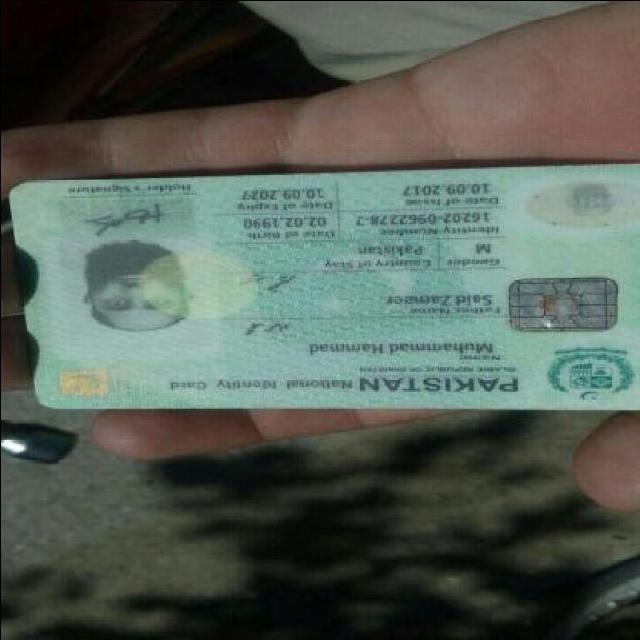 PAKISTAN National Identity Card
ISLAMIC REPUBLIC OF PAKISTAN
Name
Muhammad Hammad
Father Name
Said Zameer
Gender Country of Stay
M Pakistan
Identity Number Date of Birth
16202-0562278-7 02.02.1990
Date of Issue Date of Expiry
10.09.2017 10.09.2027
Holder's Signature